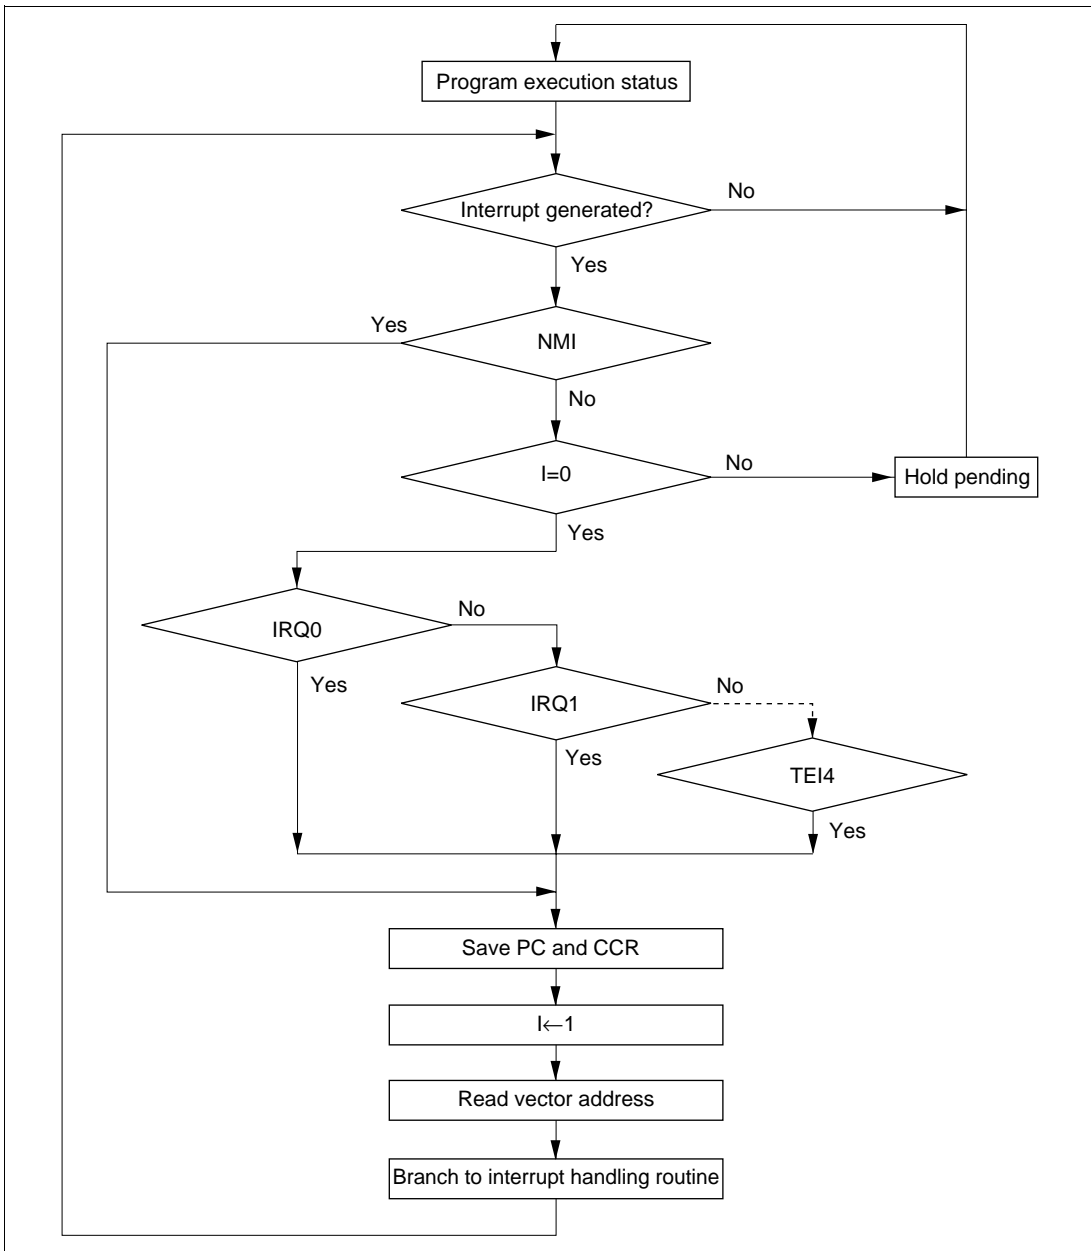 Program execution status
Interrupt generated?
No
Yes
Yes
NMI
No
I=0
No
Hold pending
Yes
IRQ0
No
Yes
IRQ1
No
Yes
TEI4
Yes
Save PC and CCR
I←1
Read vector address
Branch to interrupt handling routine